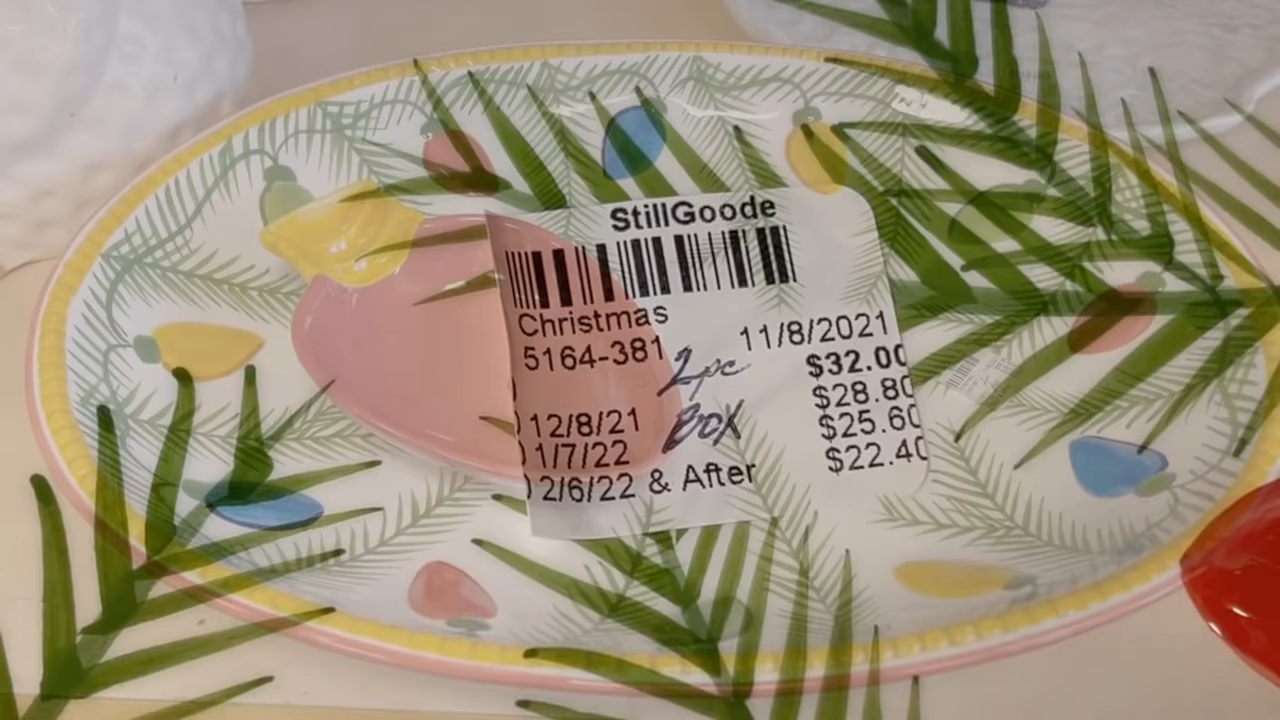 StillGoode
Christmas
11/8/2021
5164-381
2pc
$32.00
$28.80
) 12/8/21
BOX
$25.60
) 1/7/22
$22.40
) 2/6/22 & After